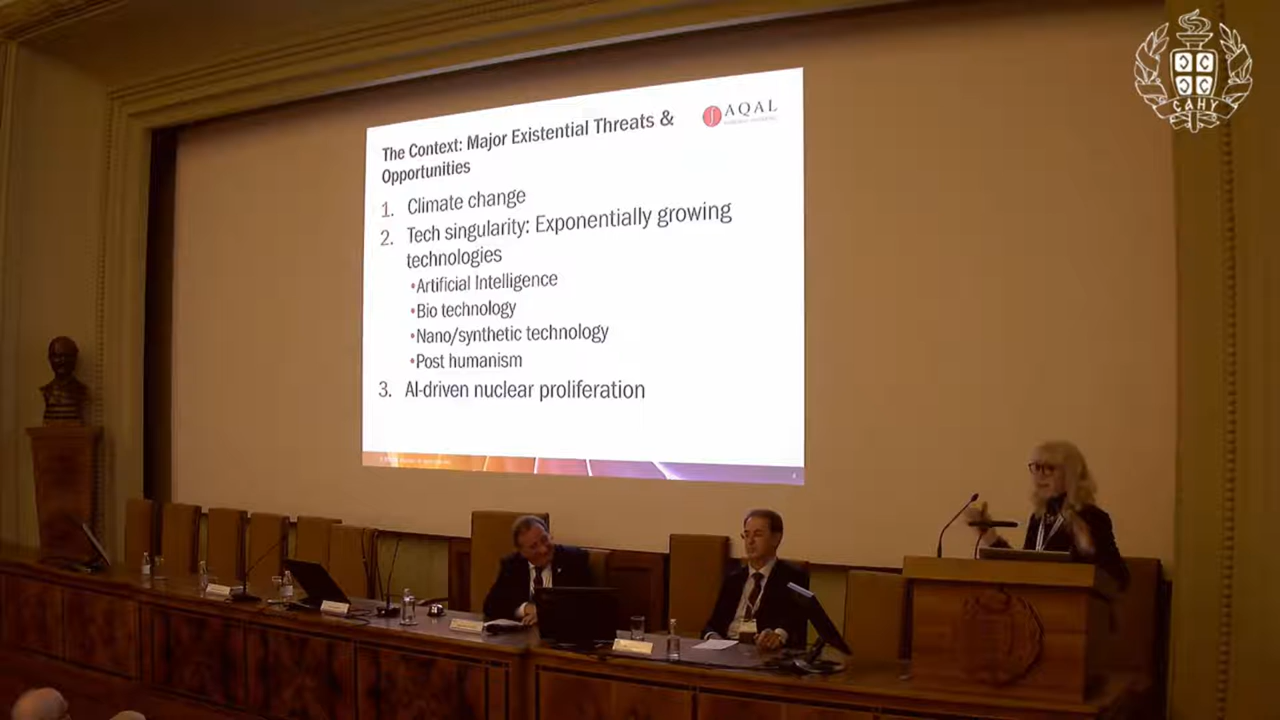 The Context: Major Existential Threats &
Opportunities
AQAL
1. Climate change
2. Tech singularity: Exponentially growing
technologies
•Artificial Intelligence
•Bio technology
•Nano/synthetic technology
•Post humanism
3. AI-driven nuclear proliferation
САНУ